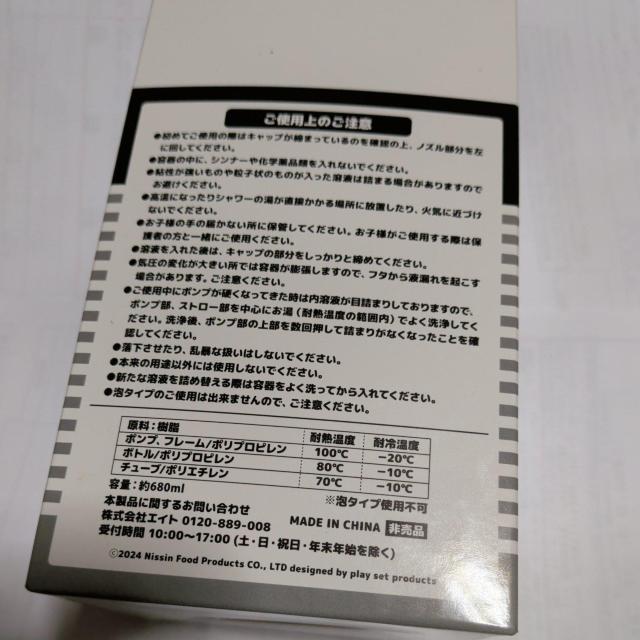 ご使用上のご注意
●初めてご使用の際はキャップが締まっているのを確認の上、ノズル部分を左
に回してください。
●容器の中に、シンナーや化学薬品類を入れないでください。
●粘性が強いものや粒子状のものが入った溶液は詰まる場合がありますので
お避けください。
●高温になったりシャワーの湯が直接かかる場所に放置したり、火気に近づけ
ないでください。
●お子様の手の届かない所に保管してください。お子様がご使用する際は保
護者の方と一緒にご使用ください。
●溶液を入れた後は、キャップの部分をしっかりと締めてください。
●気圧の変化が大きい所では容器が膨張しますので、フタから液漏れを起こす
場合があります。ご注意ください。
●ご使用中にポンプが硬くなってきた時は内溶液が目詰まりしておりますので、
ポンプ部、ストロー部を中心にお湯(耐熱温度の範囲内)でよく洗浄してく
ださい。洗浄後、ポンプ部の上部を数回押して詰まりがなくなったことを確
認してください。
●落下させたり、乱暴な扱いはしないでください。
●本来の用途以外には使用しないでください。
●新たな溶液を詰め替える際は容器をよく洗ってから入れてください。
●泡タイプのご使用は出来ませんので、ご注意ください。
原料:樹脂 耐熱温度 耐冷温度
ポンプ、フレーム/ポリプロピレン 100℃ −20℃
ボトル/ポリプロピレン 80℃ −10℃
チューブ/ポリエチレン 70℃ −10℃
容量:約680ml ※泡タイプ使用不可
本製品に関するお問い合わせ
株式会社エイト 0120-889-008 MADE IN CHINA 非売品
受付時間 10:00〜17:00 (土・日・祝日・年末年始を除く)
©2024 Nissin Food Products CO., LTD designed by play set products